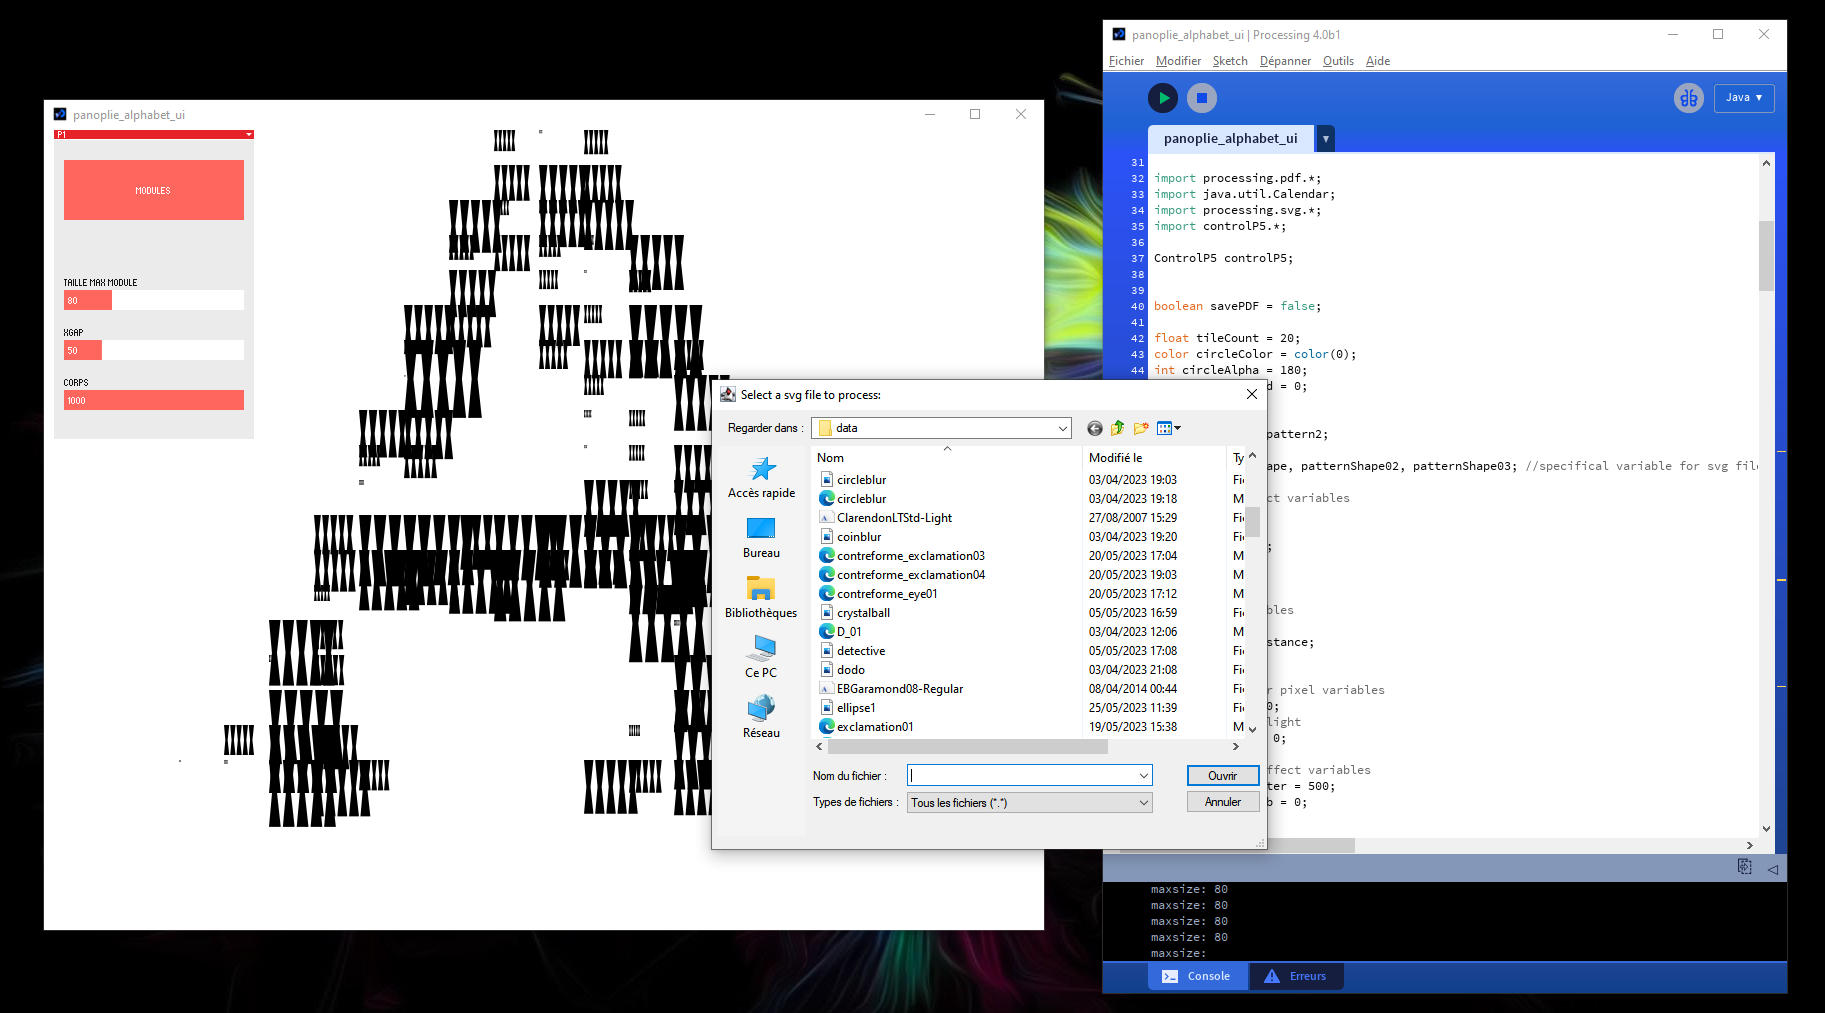 panoplie_alphabet_ui
P1
MODULES
TAILLE MAX MODULE
80
XGAP
50
CORPS
1000
Select a svg file to process:
Regarder dans :
data
Accès rapide
Bureau
Bibliothèques
Ce PC
Réseau
Nom Modifié le Ty
circleblur 03/04/2023 19:03
circleblur 03/04/2023 19:18 M
ClarendonLTStd-Light 27/08/2007 15:29
coinblur 03/04/2023 19:20
contreforme_exclamation03 20/05/2023 17:04 M
contreforme_exclamation04 20/05/2023 19:03 M
contreforme_eye01 20/05/2023 17:12 M
crystalball 05/05/2023 16:59
D_01 03/04/2023 12:06 M
detective 05/05/2023 17:08
dodo 03/04/2023 21:08
EBGaramond08-Regular 08/04/2014 00:44
ellipse1 25/05/2023 11:39
exclamation01 19/05/2023 15:38 M
Nom du fichier :
Ouvrir
Types de fichiers : Tous les fichiers (*.*)
Annuler
panoplie_alphabet_ui | Processing 4.0b1
Fichier Modifier Sketch Dépanner Outils Aide
Java
panoplie_alphabet_ui
31
32 import processing.pdf.*;
33 import java.util.Calendar;
34 import processing.svg.*;
35 import controlP5.*;
36
37 ControlP5 controlP5;
38
39
40 boolean savePDF = false;
41
42 float tileCount = 20;
43 color circleColor = color(0);
44 int circleAlpha = 180;
d = 0;
pattern2;
ape, patternShape02, patternShape03; //specifical variable for svg file
ct variables
;
bles
stance;
r pixel variables
0;
light
0;
ffect variables
ter = 500;
b = 0;
maxsize: 80
maxsize: 80
maxsize: 80
maxsize: 80
maxsize:
Console
Erreurs